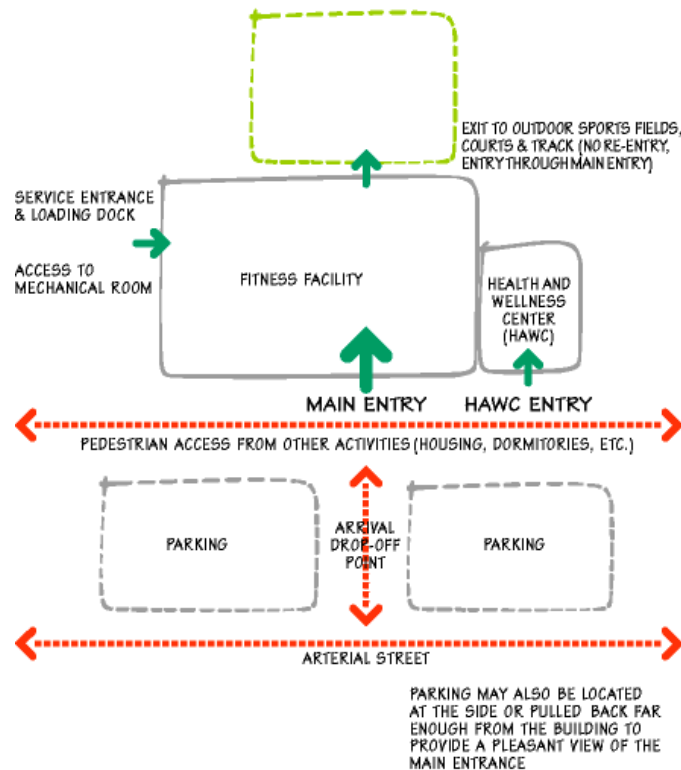 EXIT TO OUTDOOR SPORTS FIELDS,
COURTS & TRACK (NO RE-ENTRY,
ENTRY THROUGH MAIN ENTRY)
SERVICE ENTRANCE
& LOADING DOCK
ACCESS TO
MECHANICAL ROOM
FITNESS FACILITY
HEALTH AND
WELLNESS
CENTER
(HAWC)
MAIN ENTRY
HAWC ENTRY
PEDESTRIAN ACCESS FROM OTHER ACTIVITIES (HOUSING, DORMITORIES, ETC.)
PARKING
ARRIVAL
DROP-OFF
POINT
PARKING
ARTERIAL STREET
PARKING MAY ALSO BE LOCATED
AT THE SIDE OR PULLED BACK FAR
ENOUGH FROM THE BUILDING TO
PROVIDE A PLEASANT VIEW OF THE
MAIN ENTRANCE